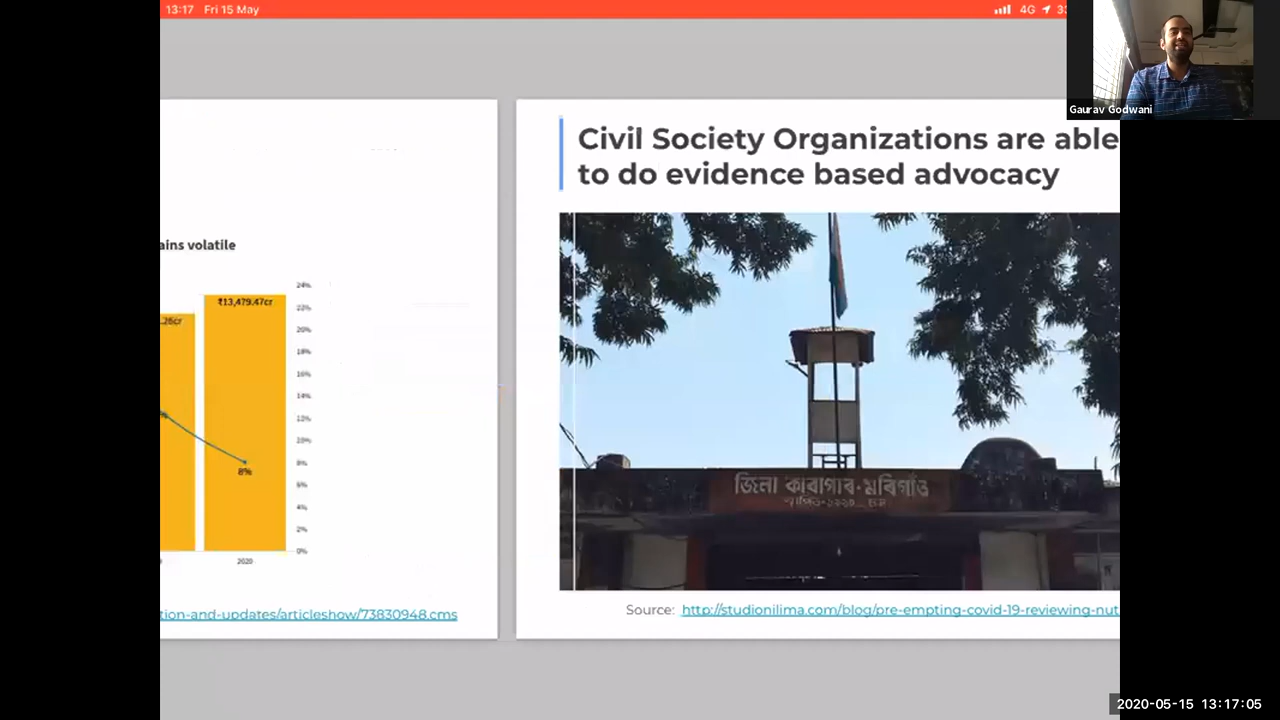 13:17 Fri 15 May
4G
Gaurav Godwani
Civil Society Organizations are able
to do evidence based advocacy
ains volatile
₹13,479.47cr
.26cr
24%
22%
20%
18%
16%
14%
12%
10%
8%
6%
4%
2%
0%
8%
2020
জিলা কাৰাগাৰ·মৰিগাঁও
tion-and-updates/articleshow/73830948.cms
Source: http://studionilima.com/blog/pre-empting-covid-19-reviewing-nut
2020-05-15 13:17:05